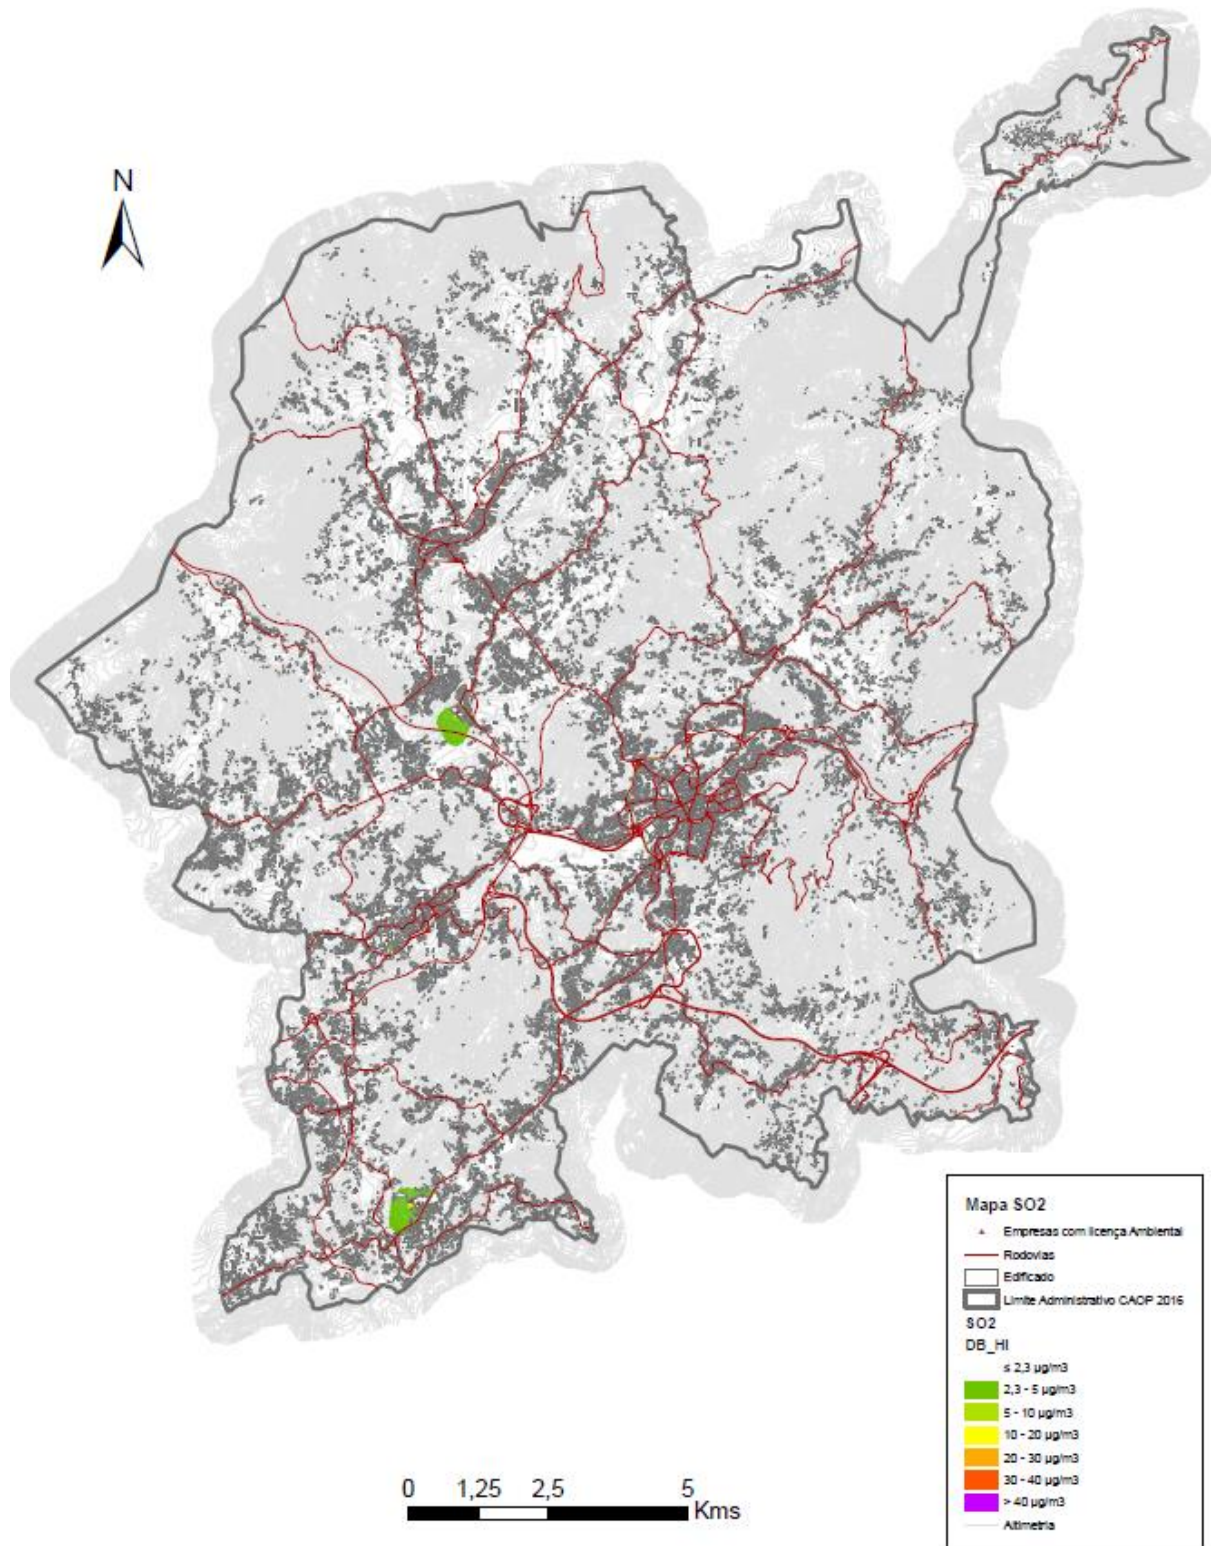 N
Mapa SO2
Empresas com licença Ambiental
Rodovias
Edificado
Limite Administrativo CAOP 2016
SO2
DB_HI
≤ 2,3 µg/m3
2,3 - 5 µg/m3
5 - 10 µg/m3
10 - 20 µg/m3
20 - 30 µg/m3
30 - 40 µg/m3
> 40 µg/m3
Altimetria
0 1,25 2,5 5
Kms